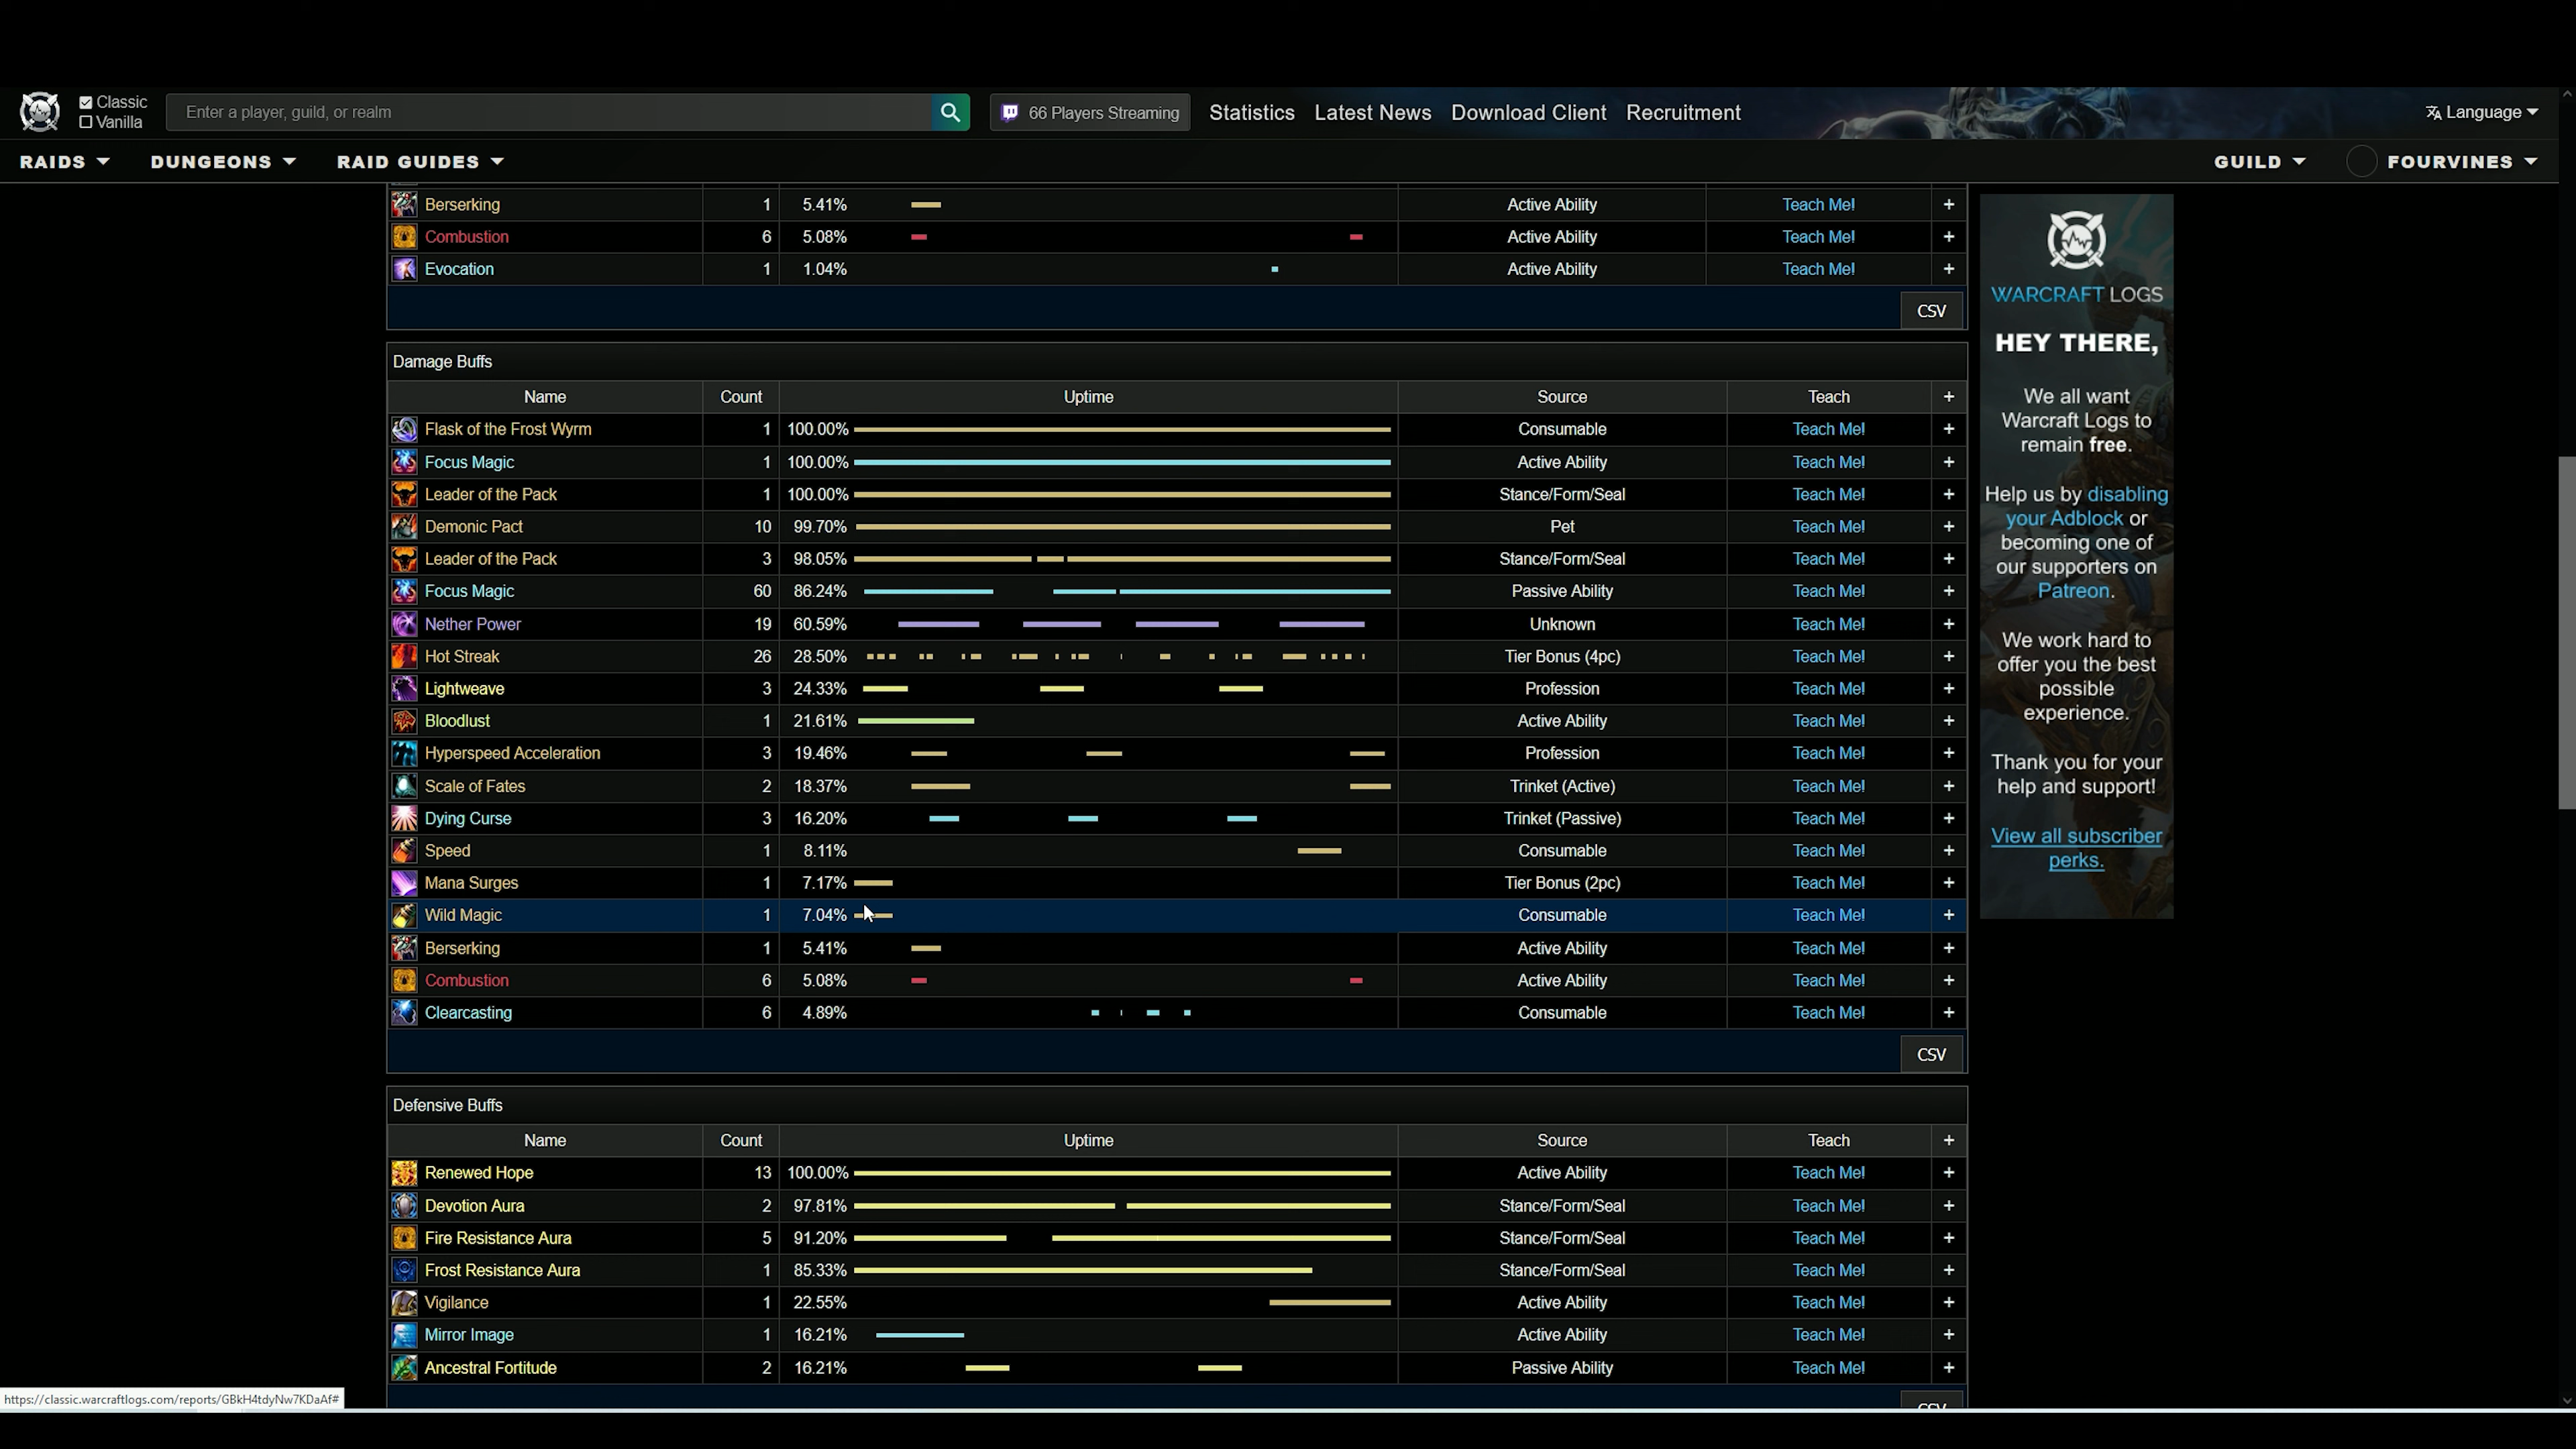 Classic
Vanilla
Enter a player, guild, or realm
66 Players Streaming
Statistics Latest News Download Client Recruitment
Language
RAIDS DUNGEONS RAID GUIDES
GUILD FOURVINES
Berserking 1 5.41% Active Ability Teach Me! +
Combustion 6 5.08% Active Ability Teach Me! +
Evocation 1 1.04% Active Ability Teach Me! +
CSV
Damage Buffs
Name Count Uptime Source Teach +
Flask of the Frost Wyrm 1 100.00% Consumable Teach Me! +
Focus Magic 1 100.00% Active Ability Teach Me! +
Leader of the Pack 1 100.00% Stance/Form/Seal Teach Me! +
Demonic Pact 10 99.70% Pet Teach Me! +
Leader of the Pack 3 98.05% Stance/Form/Seal Teach Me! +
Focus Magic 60 86.24% Passive Ability Teach Me! +
Nether Power 19 60.59% Unknown Teach Me! +
Hot Streak 26 28.50% Tier Bonus (4pc) Teach Me! +
Lightweave 3 24.33% Profession Teach Me! +
Bloodlust 1 21.61% Active Ability Teach Me! +
Hyperspeed Acceleration 3 19.46% Profession Teach Me! +
Scale of Fates 2 18.37% Trinket (Active) Teach Me! +
Dying Curse 3 16.20% Trinket (Passive) Teach Me! +
Speed 1 8.11% Consumable Teach Me! +
Mana Surges 1 7.17% Tier Bonus (2pc) Teach Me! +
Wild Magic 1 7.04% Consumable Teach Me! +
Berserking 1 5.41% Active Ability Teach Me! +
Combustion 6 5.08% Active Ability Teach Me! +
Clearcasting 6 4.89% Consumable Teach Me! +
CSV
Defensive Buffs
Name Count Uptime Source Teach +
Renewed Hope 13 100.00% Active Ability Teach Me! +
Devotion Aura 2 97.81% Stance/Form/Seal Teach Me! +
Fire Resistance Aura 5 91.20% Stance/Form/Seal Teach Me! +
Frost Resistance Aura 1 85.33% Stance/Form/Seal Teach Me! +
Vigilance 1 22.55% Active Ability Teach Me! +
Mirror Image 1 16.21% Active Ability Teach Me! +
Ancestral Fortitude 2 16.21% Passive Ability Teach Me! +
CSV
WARCRAFT LOGS
HEY THERE,
We all want
Warcraft Logs to
remain free.
Help us by disabling
your Adblock or
becoming one of
our supporters on
Patreon.
We work hard to
offer you the best
possible
experience.
Thank you for your
help and support!
View all subscriber
perks.
https://classic.warcraftlogs.com/reports/GBkH4tdyNw7KDaAf#